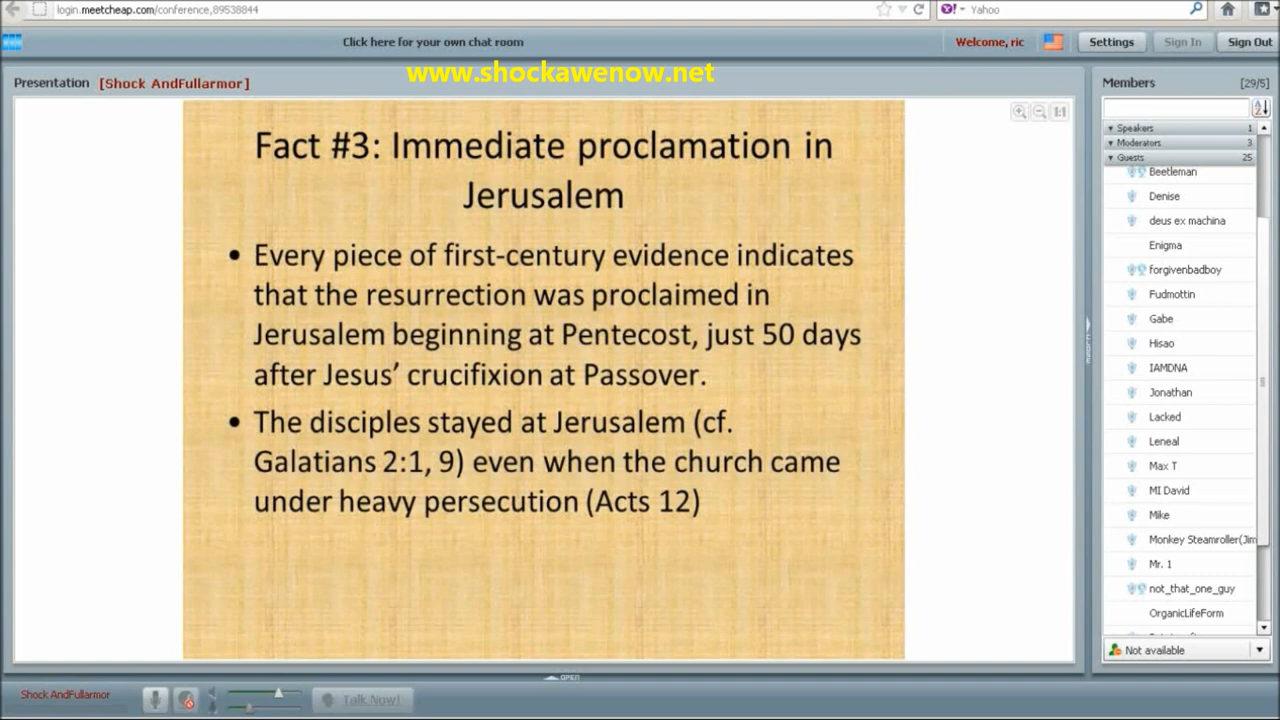 login.meetcheap.com/conference,89538844
Yahoo
Click here for your own chat room
Welcome, ric
Settings
Sign In
Sign Out
www.shockawenow.net
Presentation [Shock AndFullarmor]
Members [29/5]
Fact #3: Immediate proclamation in
Jerusalem
• Every piece of first-century evidence indicates
that the resurrection was proclaimed in
Jerusalem beginning at Pentecost, just 50 days
after Jesus' crucifixion at Passover.
• The disciples stayed at Jerusalem (cf.
Galatians 2:1, 9) even when the church came
under heavy persecution (Acts 12)
Speakers 1
Moderators 3
Guests 25
Beetleman
Denise
deus ex machina
Enigma
forgivenbadboy
Fudmottin
Gabe
Hisao
IAMDNA
Jonathan
Lacked
Leneal
Max T
MI David
Mike
Monkey Steamroller(Jim
Mr. 1
not_that_one_guy
OrganicLifeForm
Not available
OPEN
Shock AndFullarmor
Talk Now!